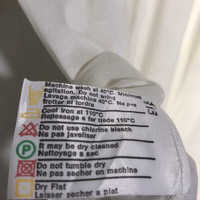 Machine wash at 40°C. Minimum
agitation. Do not wring
Lavage machine 40°C. Ne pas
frotter ni tordre
Cool iron at 110°C
Repassage a fer tiede 110°C
Do not use chlorine bleach
Ne pas javeliser
P
It may be dry cleaned
Nettoyage a sec
Do not tumble dry
Ne pas secher en machine
Dry Flat
Laisser secher a plat